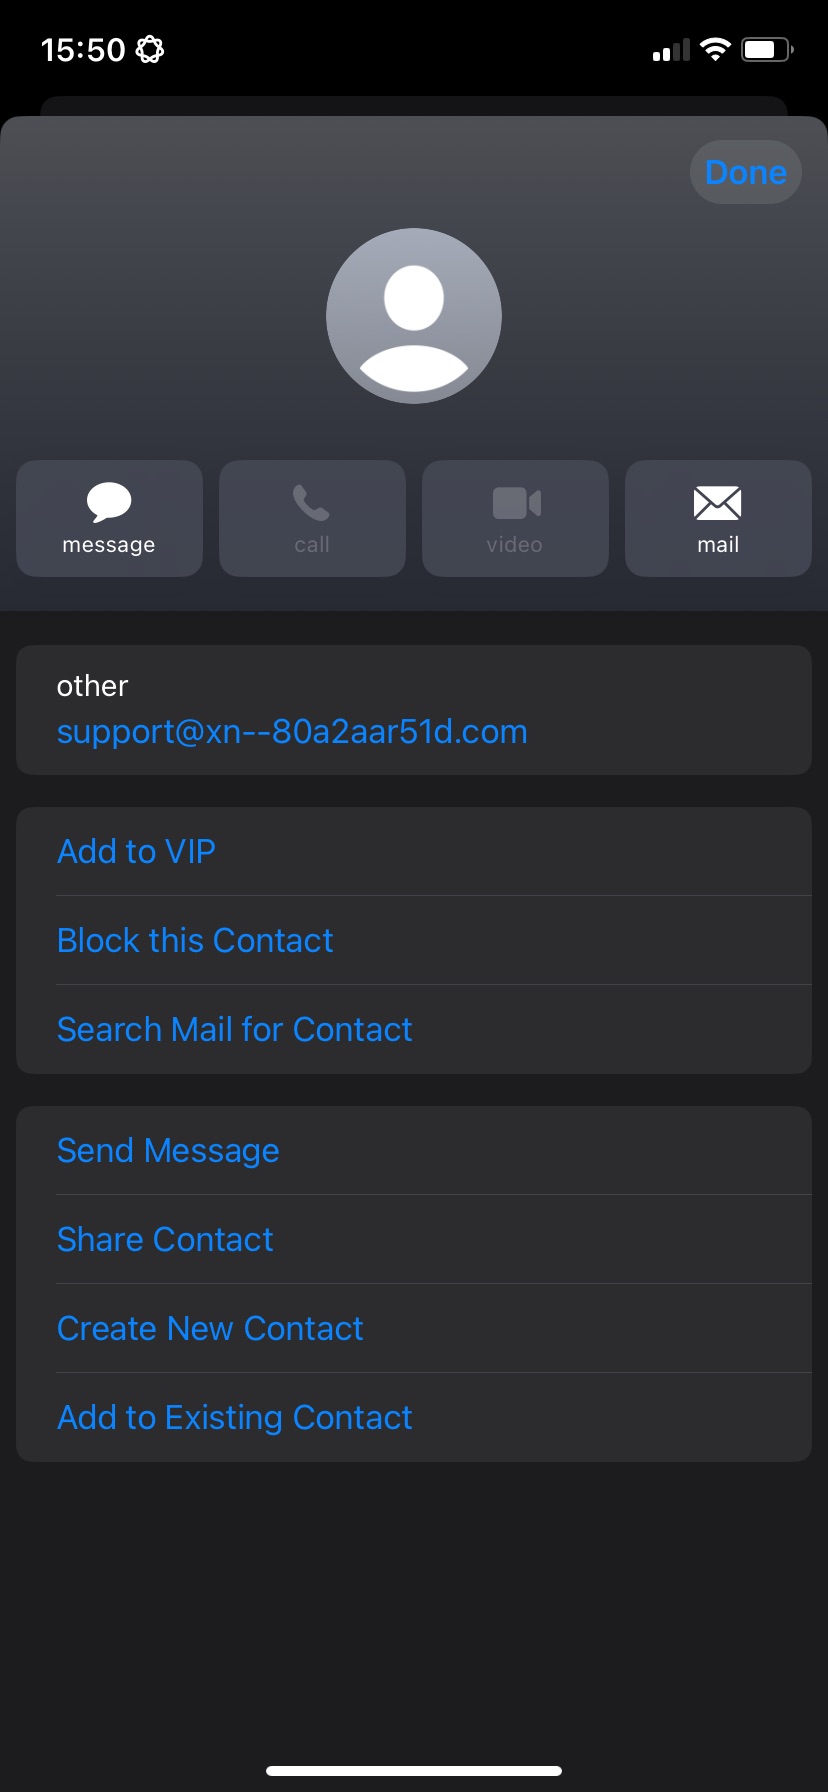 15:50
Done
message
call
video
mail
other
support@xn--80a2aar51d.com
Add to VIP
Block this Contact
Search Mail for Contact
Send Message
Share Contact
Create New Contact
Add to Existing Contact